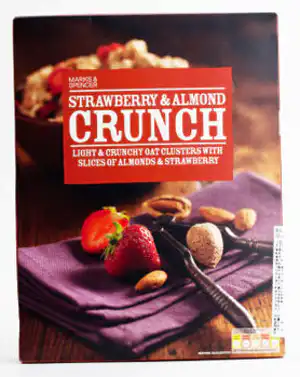 MARKS &
SPENCER
STRAWBERRY & ALMOND
CRUNCH
LIGHT & CRUNCHY OAT CLUSTERS WITH
SLICES OF ALMONDS & STRAWBERRY